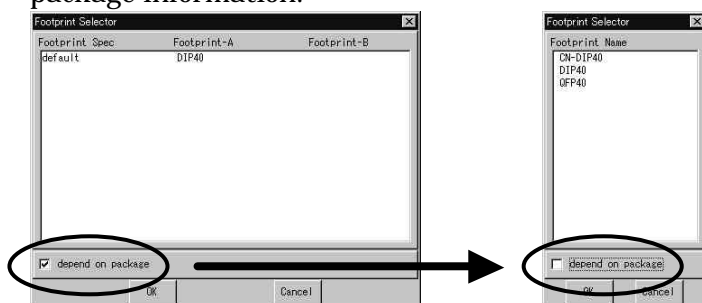 package information.
Footprint Selector
Footprint Spec Footprint-A Footprint-B
default DIP40
depend on package
OK Cancel
Footprint Selector
Footprint Name
CN-DIP40
DIP40
QFP40
depend on package
OK Cancel